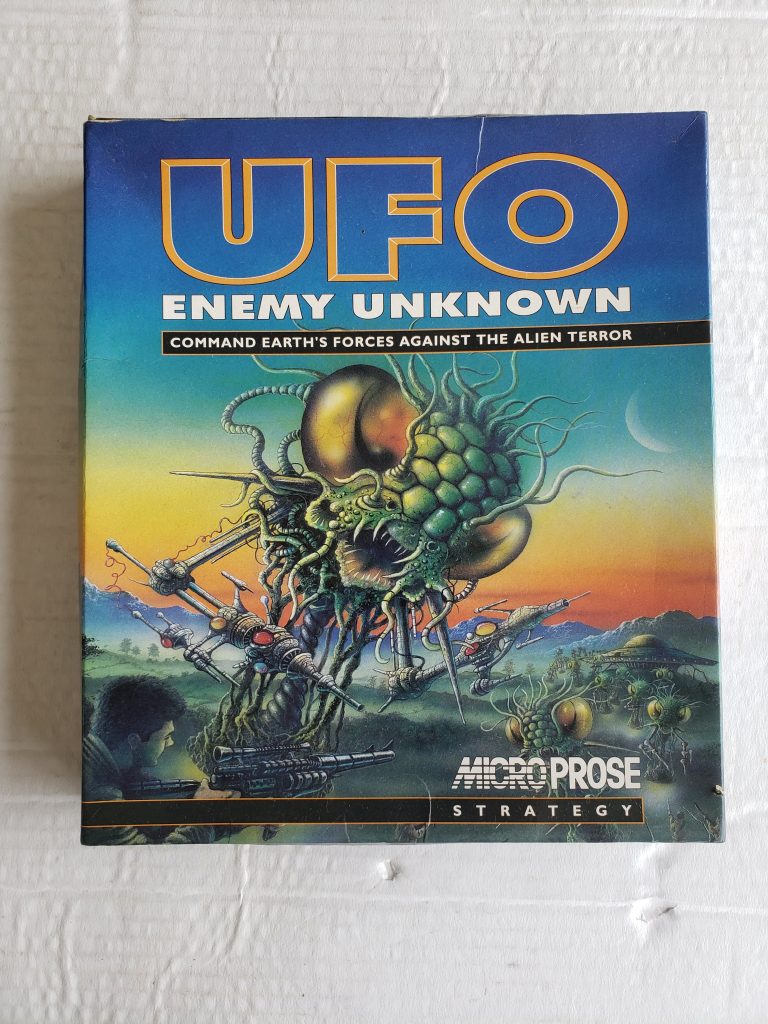 UFO
ENEMY UNKNOWN
COMMAND EARTH'S FORCES AGAINST THE ALIEN TERROR
MICROPROSE
STRATEGY